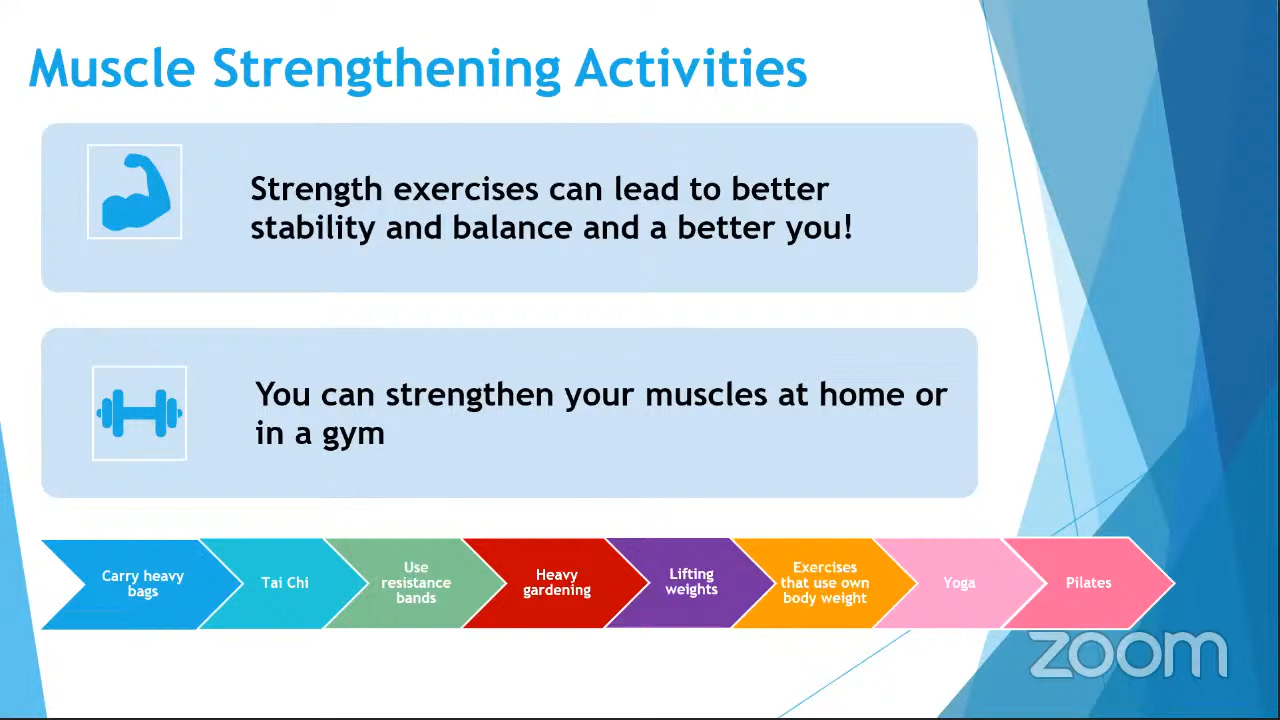 Muscle Strengthening Activities
Strength exercises can lead to better
stability and balance and a better you!
You can strengthen your muscles at home or
in a gym
Carry heavy
bags
Tai Chi
Use
resistance
bands
Heavy
gardening
Lifting
weights
Exercises
that use own
body weight
Yoga
Pilates
zoom